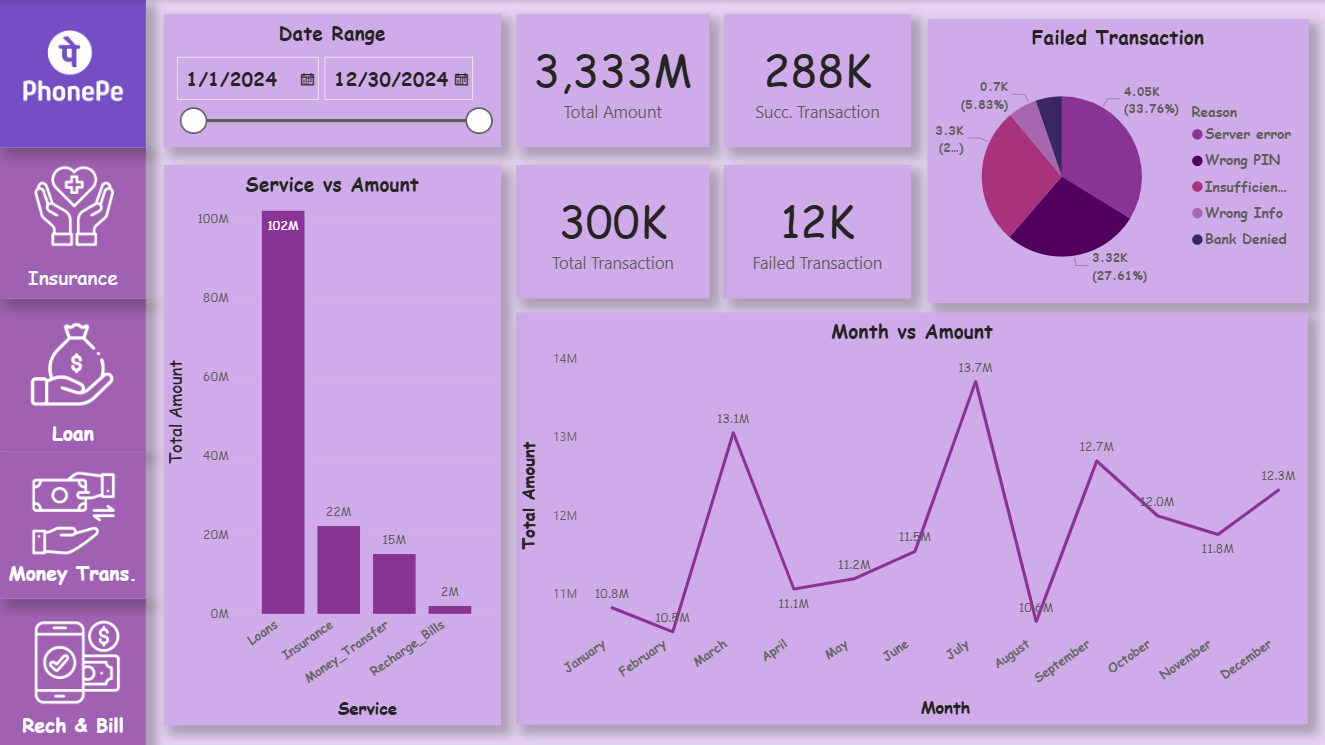 पे
PhonePe
Insurance
Loan
Money Trans.
Rech & Bill
Date Range
1/1/2024
12/30/2024
3,333M
Total Amount
288K
Succ. Transaction
300K
Total Transaction
12K
Failed Transaction
Failed Transaction
0.7K
(5.83%)
4.05K
(33.76%)
3.3K
(2...)
3.32K
(27.61%)
Reason
Server error
Wrong PIN
Insufficien...
Wrong Info
Bank Denied
Service vs Amount
Total Amount
100M
80M
60M
40M
20M
0M
102M
22M
15M
2M
Loans
Insurance
Money_Transfer
Recharge_Bills
Service
Month vs Amount
Total Amount
14M
13M
12M
11M
10.8M
10.5M
13.1M
11.1M
11.2M
11.5M
13.7M
10.6M
12.7M
12.0M
11.8M
12.3M
January
February
March
April
May
June
July
August
September
October
November
December
Month